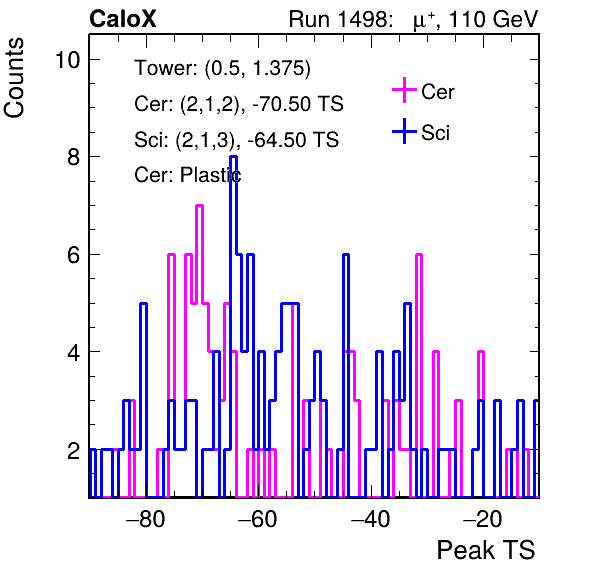 CaloX Run 1498: μ⁺, 110 GeV
Counts
Tower: (0.5, 1.375)
Cer: (2,1,2), -70.50 TS
Sci: (2,1,3), -64.50 TS
Cer: Plastic
Cer
Sci
10
8
6
4
2
−80 −60 −40 −20
Peak TS